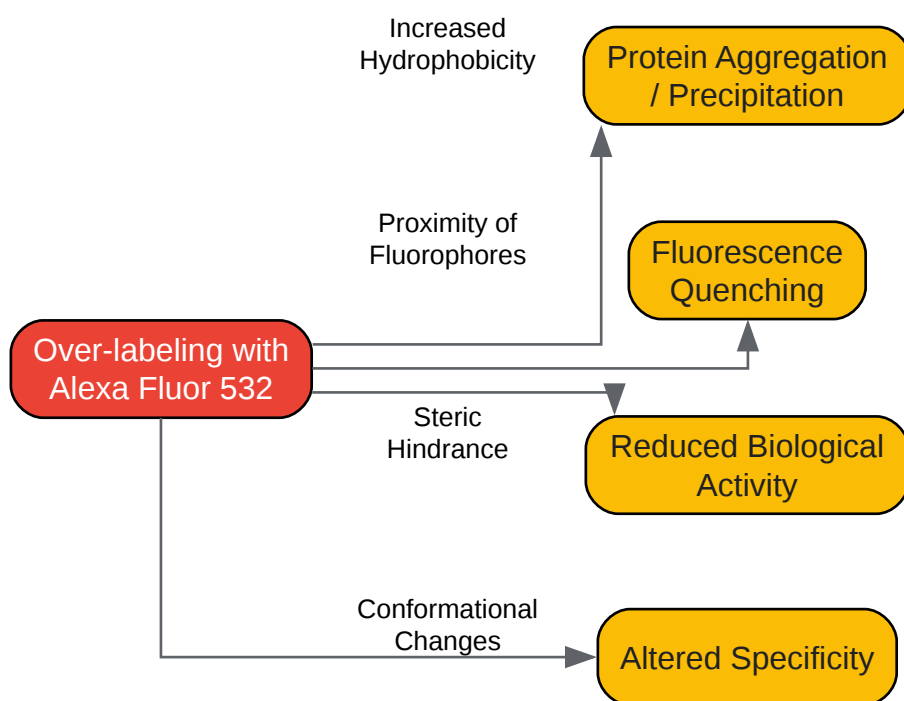 Increased
Hydrophobicity
Protein Aggregation
/ Precipitation
Proximity of
Fluorophores
Fluorescence
Quenching
Over-labeling with
Alexa Fluor 532
Steric
Hindrance
Reduced Biological
Activity
Conformational
Changes
Altered Specificity